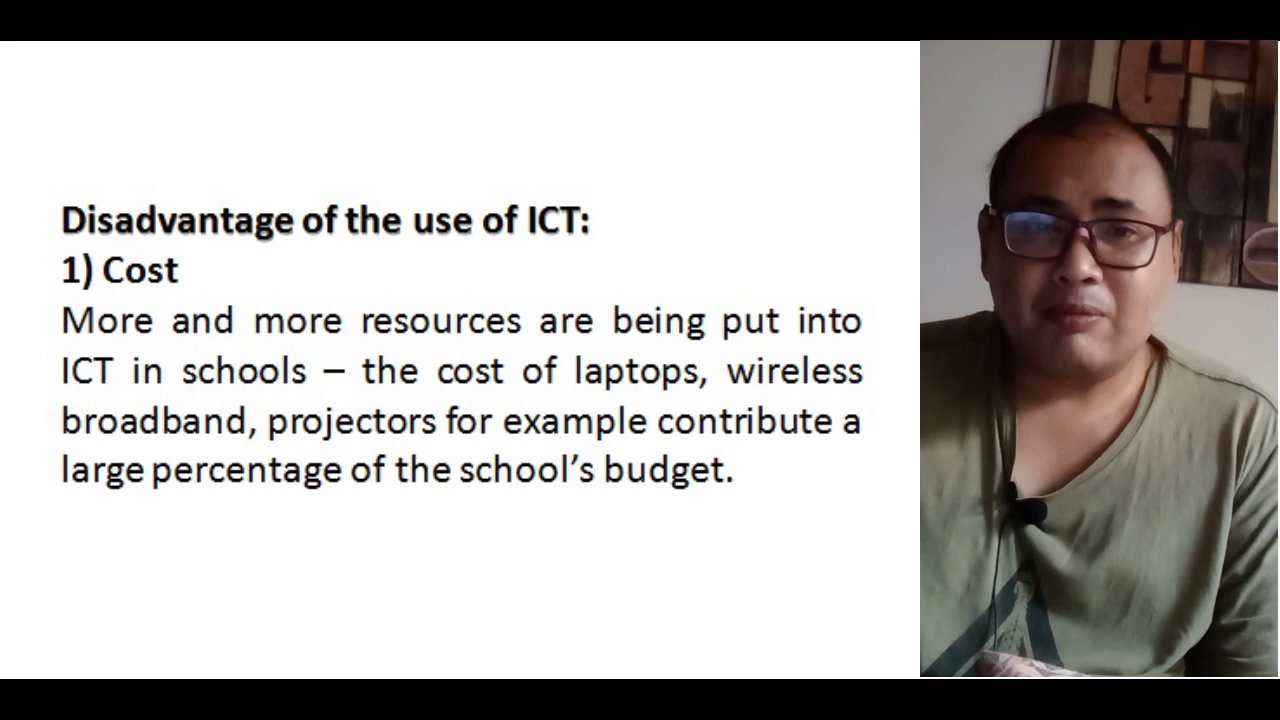 Disadvantage of the use of ICT:
1) Cost
More and more resources are being put into
ICT in schools – the cost of laptops, wireless
broadband, projectors for example contribute a
large percentage of the school’s budget.